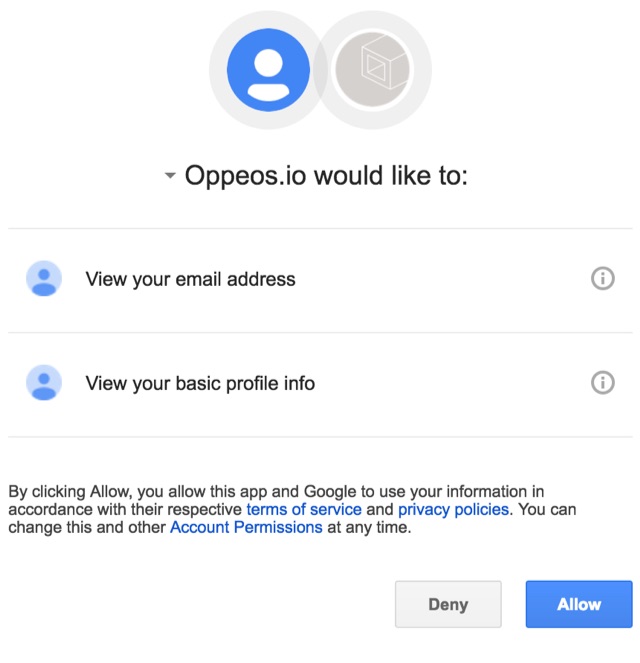 Oppeos.io would like to:
View your email address
View your basic profile info
By clicking Allow, you allow this app and Google to use your information in
accordance with their respective terms of service and privacy policies. You can
change this and other Account Permissions at any time.
Deny
Allow